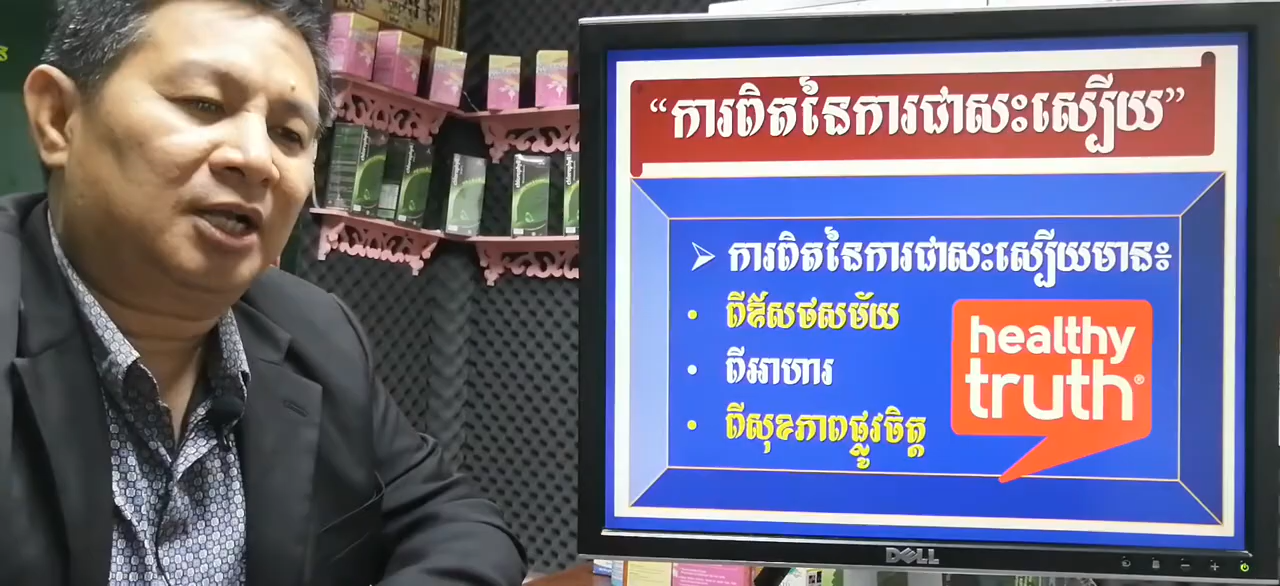 “ការពិតនៃការជាសះស្បើយ”
ការពិតនៃការជាសះស្បើយមាន៖
• ពីឪសថសម័យ
• ពីអាហារ
• ពីសុខភាពផ្លូវចិត្ត
healthy
truth®
DELL